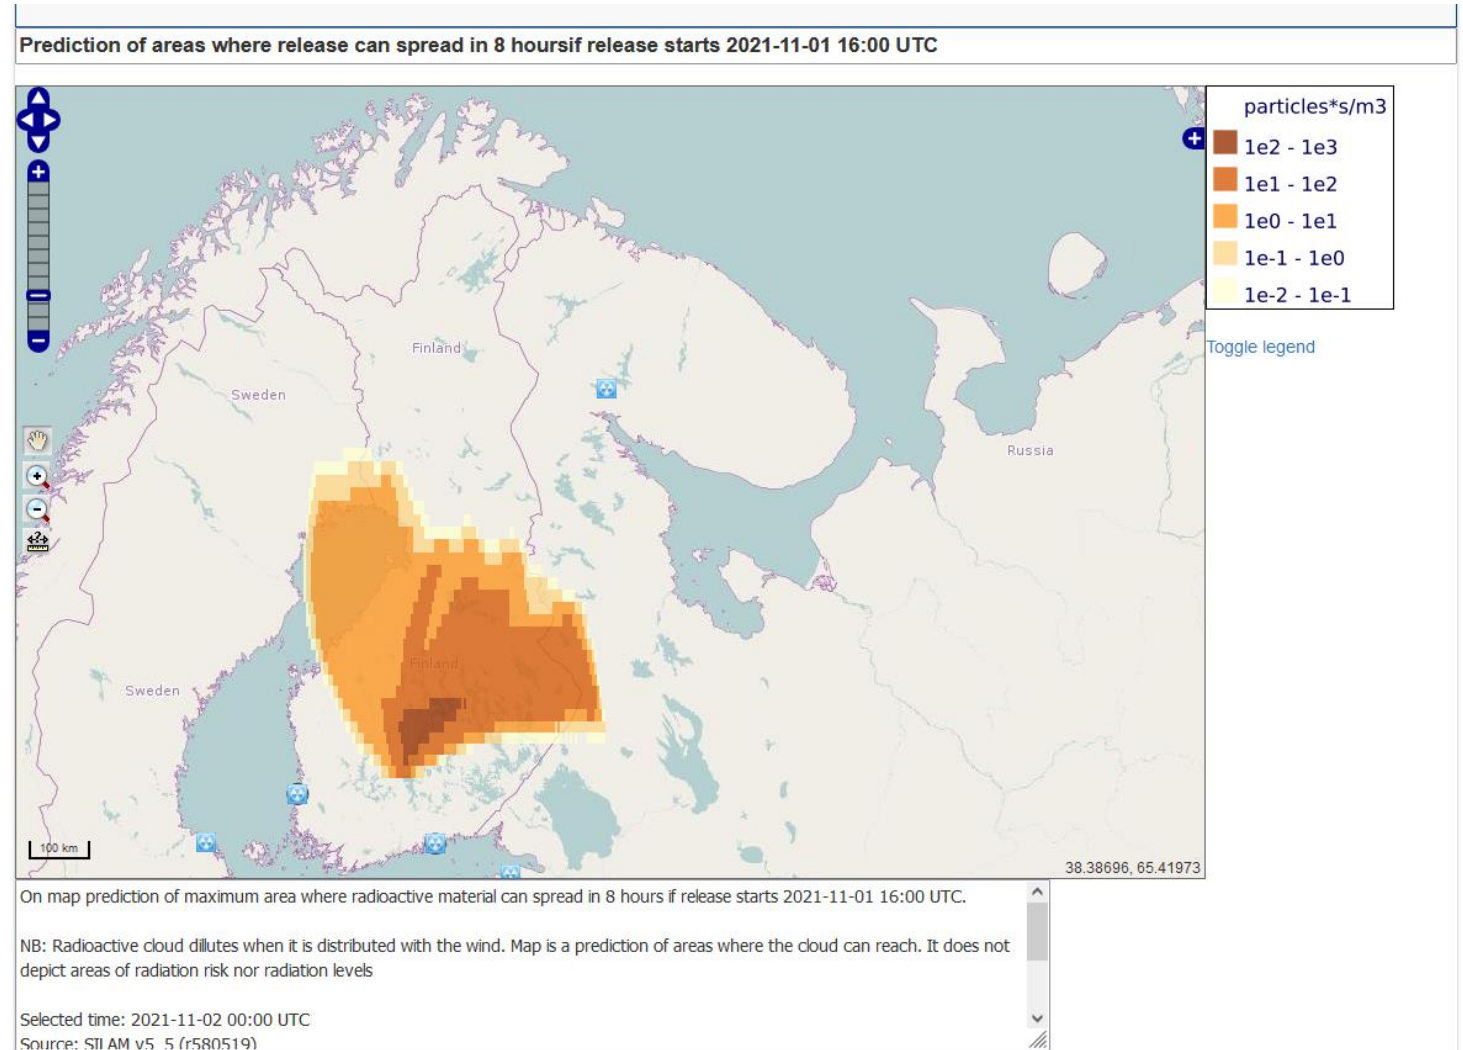 Prediction of areas where release can spread in 8 hoursif release starts 2021-11-01 16:00 UTC
particles*s/m3
1e2 - 1e3
1e1 - 1e2
1e0 - 1e1
1e-1 - 1e0
1e-2 - 1e-1
Toggle legend
Finland
Sweden
Russia
Finland
Sweden
100 km
38.38696, 65.41973
On map prediction of maximum area where radioactive material can spread in 8 hours if release starts 2021-11-01 16:00 UTC.
NB: Radioactive cloud dilutes when it is distributed with the wind. Map is a prediction of areas where the cloud can reach. It does not
depict areas of radiation risk nor radiation levels
Selected time: 2021-11-02 00:00 UTC
Source: SILAM v5_5 (r580519)